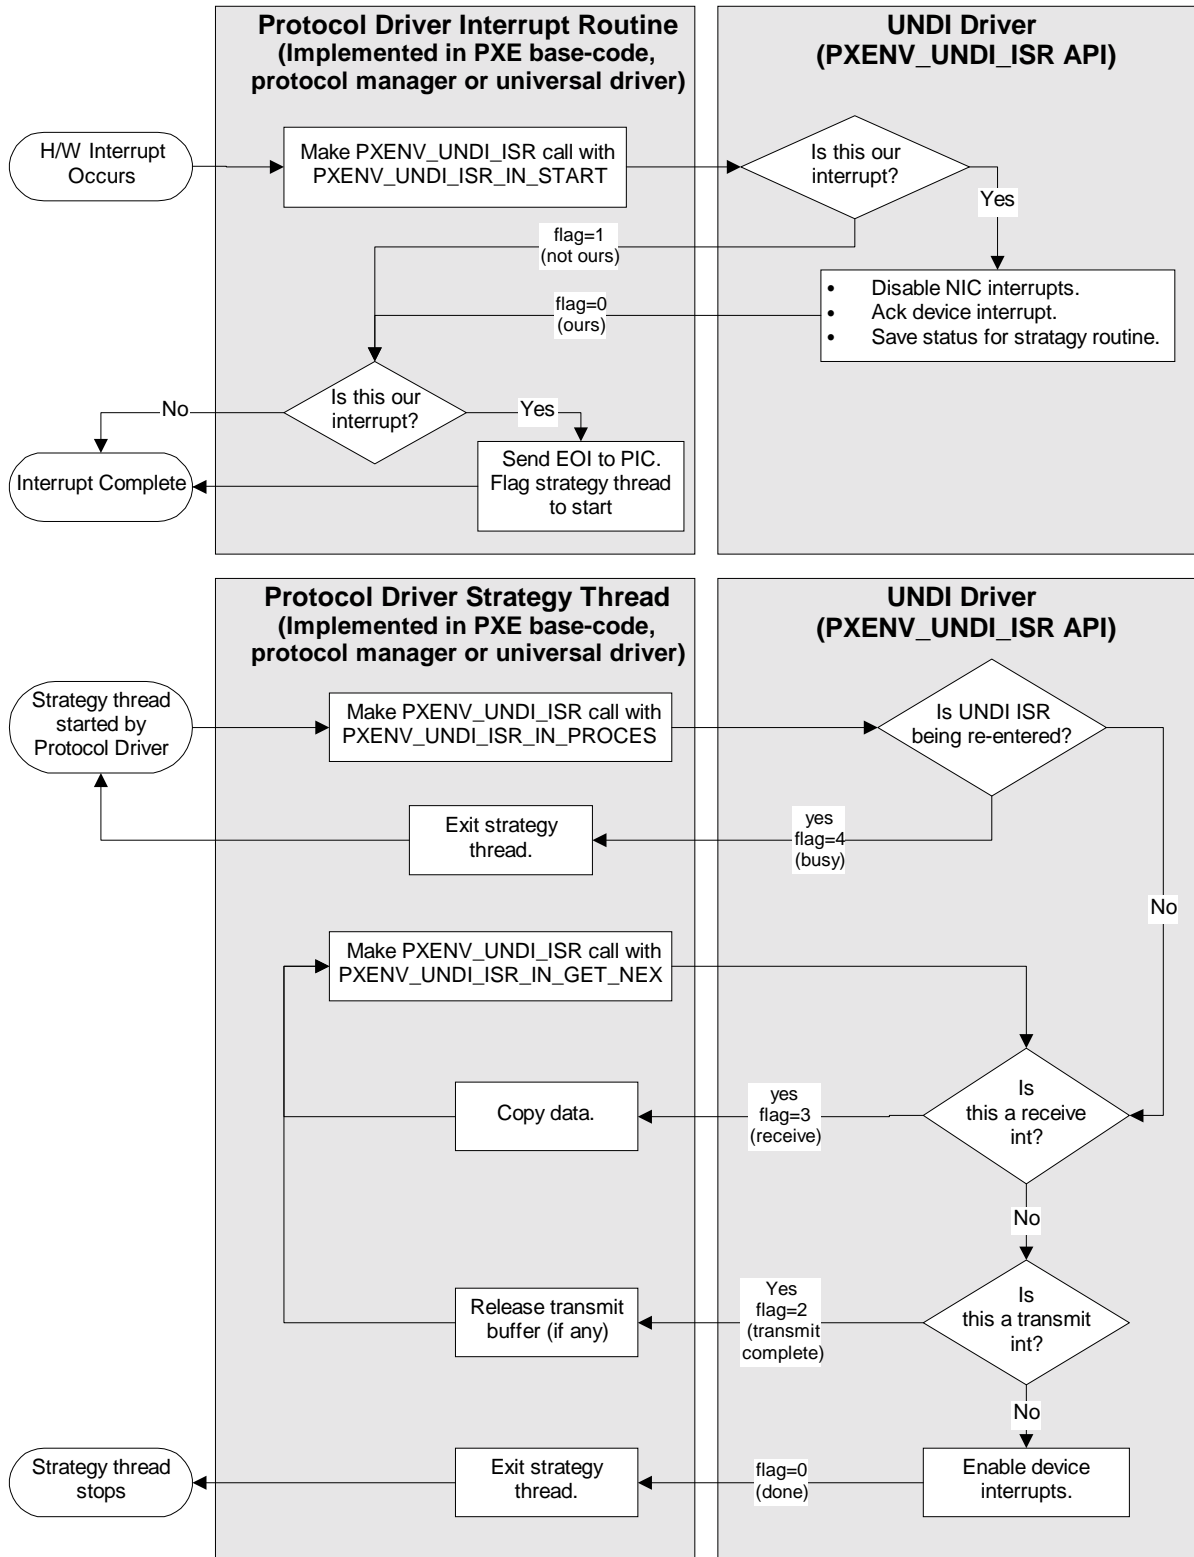 Protocol Driver Interrupt Routine
(Implemented in PXE base-code,
protocol manager or universal driver)
UNDI Driver
(PXENV_UNDI_ISR API)
H/W Interrupt
Occurs
Make PXENV_UNDI_ISR call with
PXENV_UNDI_ISR_IN_START
Is this our
interrupt?
Yes
flag=1
(not ours)
• Disable NIC interrupts.
• Ack device interrupt.
• Save status for stratagy routine.
flag=0
(ours)
Is this our
interrupt?
No
Yes
Interrupt Complete
Send EOI to PIC.
Flag strategy thread
to start
Protocol Driver Strategy Thread
(Implemented in PXE base-code,
protocol manager or universal driver)
UNDI Driver
(PXENV_UNDI_ISR API)
Strategy thread
started by
Protocol Driver
Make PXENV_UNDI_ISR call with
PXENV_UNDI_ISR_IN_PROCES
Is UNDI ISR
being re-entered?
Exit strategy
thread.
yes
flag=4
(busy)
No
Make PXENV_UNDI_ISR call with
PXENV_UNDI_ISR_IN_GET_NEX
Copy data.
yes
flag=3
(receive)
Is
this a receive
int?
No
Release transmit
buffer (if any)
Yes
flag=2
(transmit
complete)
Is
this a transmit
int?
No
Strategy thread
stops
Exit strategy
thread.
flag=0
(done)
Enable device
interrupts.